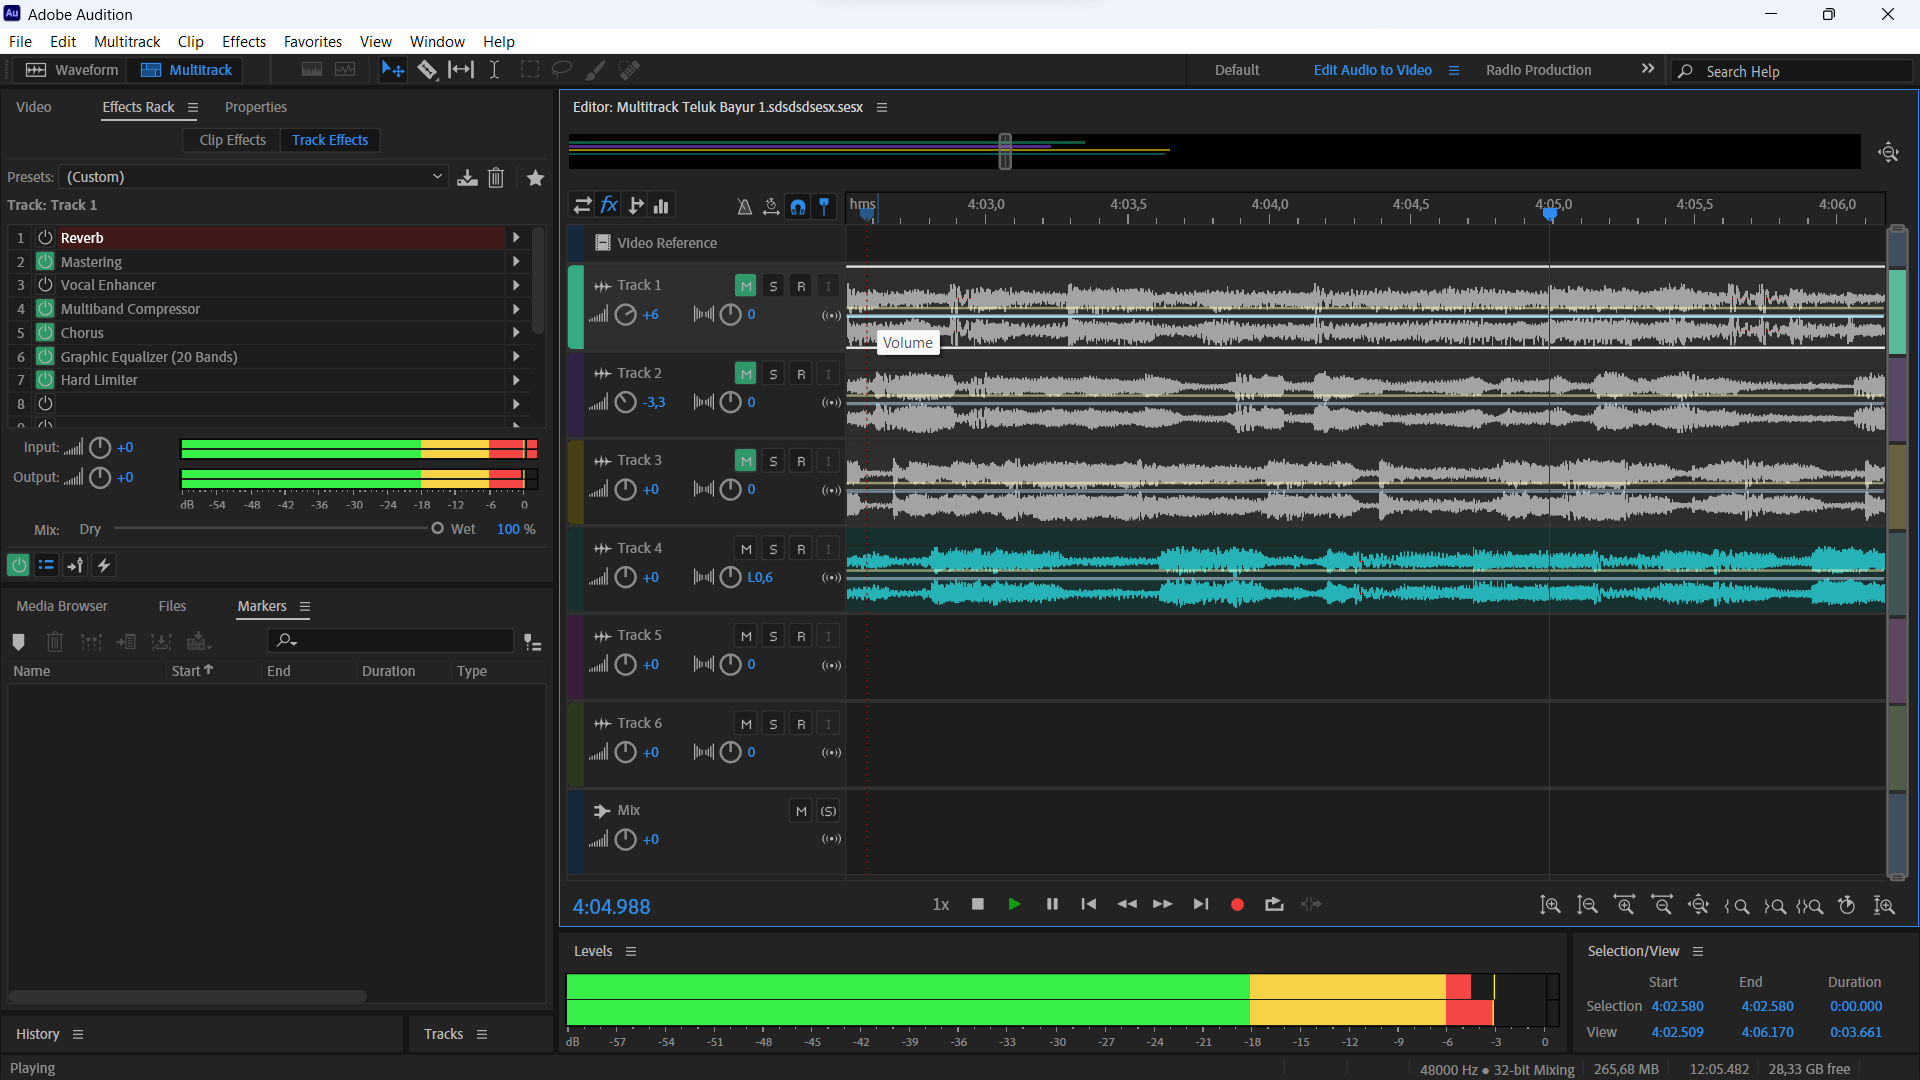 Adobe Audition
File Edit Multitrack Clip Effects Favorites View Window Help
Waveform Multitrack Default Edit Audio to Video Radio Production Search Help
Video Effects Rack Properties
Clip Effects Track Effects
Presets: (Custom)
Track: Track 1
1 Reverb
2 Mastering
3 Vocal Enhancer
4 Multiband Compressor
5 Chorus
6 Graphic Equalizer (20 Bands)
7 Hard Limiter
8
Input: +0
Output: +0
dB -54 -48 -42 -36 -30 -24 -18 -12 -6 0
Mix: Dry Wet 100 %
Media Browser Files Markers
Name Start End Duration Type
History Tracks
Editor: Multitrack Teluk Bayur 1.sdsdsdsesx.sesx
hms 4:03,0 4:03,5 4:04,0 4:04,5 4:05,0 4:05,5 4:06,0
Video Reference
Track 1 M S R I
+6 0
Volume
Track 2 M S R I
-3,3 0
Track 3 M S R I
+0 0
Track 4 M S R I
+0 L0,6
Track 5 M S R I
+0 0
Track 6 M S R I
+0 0
Mix M (S)
+0
4:04.988 1x
Levels
dB -57 -54 -51 -48 -45 -42 -39 -36 -33 -30 -27 -24 -21 -18 -15 -12 -9 -6 -3 0
Selection/View
Start End Duration
Selection 4:02.580 4:02.580 0:00.000
View 4:02.509 4:06.170 0:03.661
Playing 48000 Hz ● 32-bit Mixing 265,68 MB 12:05.482 28,33 GB free